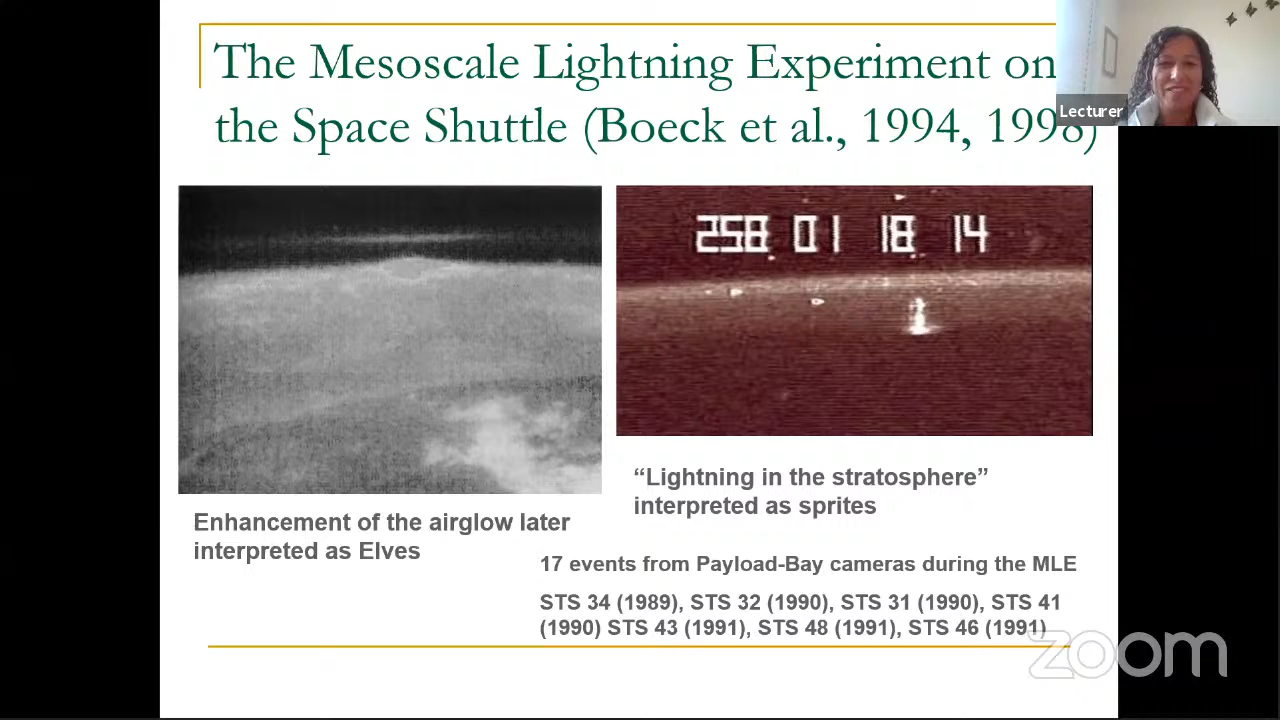 The Mesoscale Lightning Experiment on
the Space Shuttle (Boeck et al., 1994, 1998)
Lecturer
258 01 18 14
"Lightning in the stratosphere"
interpreted as sprites
Enhancement of the airglow later
interpreted as Elves
17 events from Payload-Bay cameras during the MLE
STS 34 (1989), STS 32 (1990), STS 31 (1990), STS 41
(1990) STS 43 (1991), STS 48 (1991), STS 46 (1991)
zoom